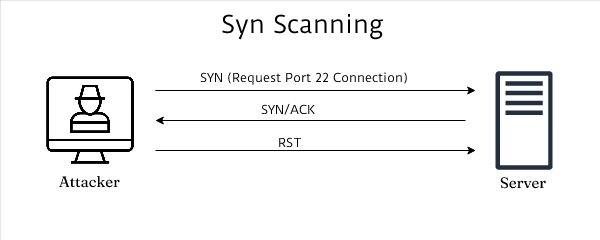 Syn Scanning
SYN (Request Port 22 Connection)
SYN/ACK
RST
Attacker
Server